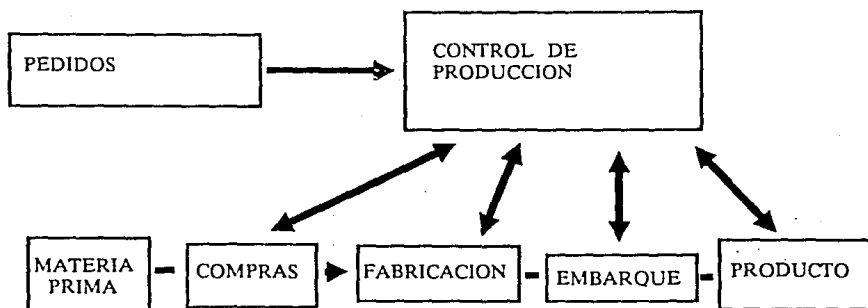 PEDIDOS
CONTROL DE
PRODUCCION
MATERIA
PRIMA
COMPRAS
FABRICACION
EMBARQUE
PRODUCTO